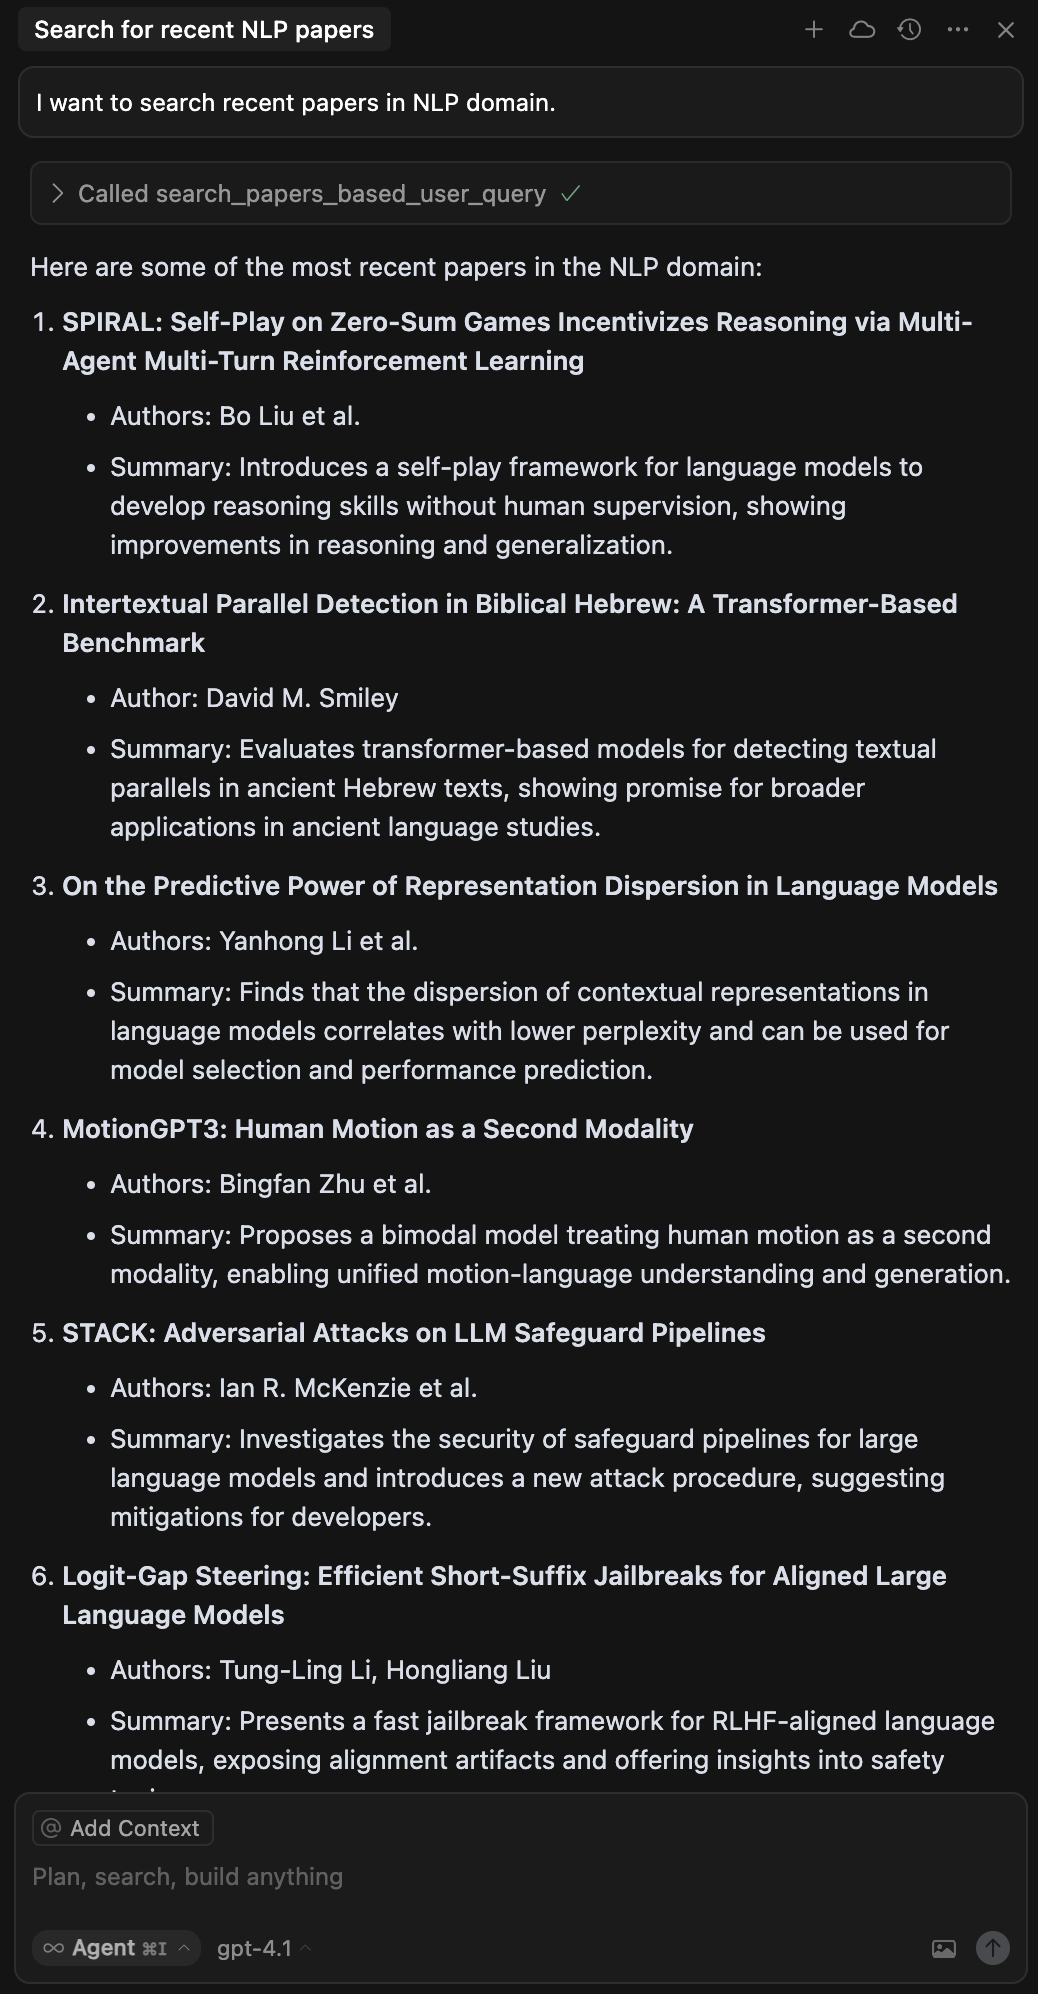 Search for recent NLP papers
I want to search recent papers in NLP domain.
Called search_papers_based_user_query
Here are some of the most recent papers in the NLP domain:
1. SPIRAL: Self-Play on Zero-Sum Games Incentivizes Reasoning via Multi-
Agent Multi-Turn Reinforcement Learning
• Authors: Bo Liu et al.
• Summary: Introduces a self-play framework for language models to
develop reasoning skills without human supervision, showing
improvements in reasoning and generalization.
2. Intertextual Parallel Detection in Biblical Hebrew: A Transformer-Based
Benchmark
• Author: David M. Smiley
• Summary: Evaluates transformer-based models for detecting textual
parallels in ancient Hebrew texts, showing promise for broader
applications in ancient language studies.
3. On the Predictive Power of Representation Dispersion in Language Models
• Authors: Yanhong Li et al.
• Summary: Finds that the dispersion of contextual representations in
language models correlates with lower perplexity and can be used for
model selection and performance prediction.
4. MotionGPT3: Human Motion as a Second Modality
• Authors: Bingfan Zhu et al.
• Summary: Proposes a bimodal model treating human motion as a second
modality, enabling unified motion-language understanding and generation.
5. STACK: Adversarial Attacks on LLM Safeguard Pipelines
• Authors: Ian R. McKenzie et al.
• Summary: Investigates the security of safeguard pipelines for large
language models and introduces a new attack procedure, suggesting
mitigations for developers.
6. Logit-Gap Steering: Efficient Short-Suffix Jailbreaks for Aligned Large
Language Models
• Authors: Tung-Ling Li, Hongliang Liu
• Summary: Presents a fast jailbreak framework for RLHF-aligned language
models, exposing alignment artifacts and offering insights into safety
@ Add Context
Plan, search, build anything
∞ Agent ⌘I gpt-4.1